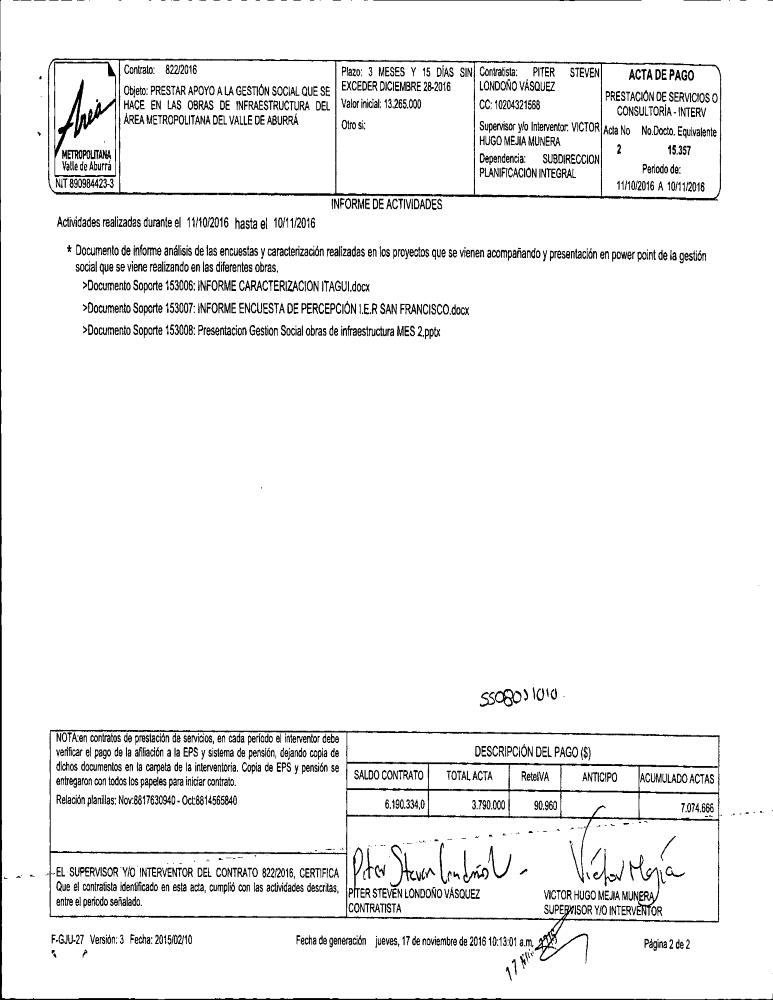 Area
METROPOLITANA
Valle de Aburrá
NIT 890984423-3
Contrato: 822/2016
Objeto: PRESTAR APOYO A LA GESTIÓN SOCIAL QUE SE
HACE EN LAS OBRAS DE INFRAESTRUCTURA DEL
ÁREA METROPOLITANA DEL VALLE DE ABURRÁ
Plazo: 3 MESES Y 15 DÍAS SIN
EXCEDER DICIEMBRE 28-2016
Valor inicial: 13.265.000
Otro si:
Contratista: PITER STEVEN
LONDOÑO VÁSQUEZ
CC: 10204321568
Supervisor y/o Interventor: VICTOR
HUGO MEJIA MUNERA
Dependencia: SUBDIRECCION
PLANIFICACIÓN INTEGRAL
ACTA DE PAGO
PRESTACIÓN DE SERVICIOS O
CONSULTORÍA - INTERV
Acta No No.Docto. Equivalente
2 15.357
Periodo de:
11/10/2016 A 10/11/2016
INFORME DE ACTIVIDADES
Actividades realizadas durante el 11/10/2016 hasta el 10/11/2016
* Documento de informe análisis de las encuestas y caracterización realizadas en los proyectos que se vienen acompañando y presentación en power point de la gestión
social que se viene realizando en las diferentes obras,
>Documento Soporte 153006: INFORME CARACTERIZACION ITAGUI.docx
>Documento Soporte 153007: INFORME ENCUESTA DE PERCEPCIÓN I.E.R SAN FRANCISCO.docx
>Documento Soporte 153008: Presentacion Gestion Social obras de infraestructura MES 2.pptx
NOTA:en contratos de prestación de servicios, en cada periodo el interventor debe
verificar el pago de la afiliación a la EPS y sistema de pensión, dejando copia de
dichos documentos en la carpeta de la interventoría. Copia de EPS y pensión se
entregaron con todos los papeles para iniciar contrato.
Relación planillas: Nov:8817630940 - Oct:8814565840
DESCRIPCIÓN DEL PAGO ($)
SALDO CONTRATO TOTAL ACTA ReteIVA ANTICIPO ACUMULADO ACTAS
6.190.334,0 3.790.000 90.960 7.074.666
EL SUPERVISOR Y/O INTERVENTOR DEL CONTRATO 822/2016, CERTIFICA
Que el contratista identificado en esta acta, cumplió con las actividades descritas,
entre el periodo señalado.
Piter Steven Londoño V.
PITER STEVEN LONDOÑO VÁSQUEZ
CONTRATISTA
Víctor Mejía
VICTOR HUGO MEJIA MUNERA
SUPERVISOR Y/O INTERVENTOR
F-GJU-27 Versión: 3 Fecha: 2015/02/10
Fecha de generación jueves, 17 de noviembre de 2016 10:13:01 a.m.
Página 2 de 2